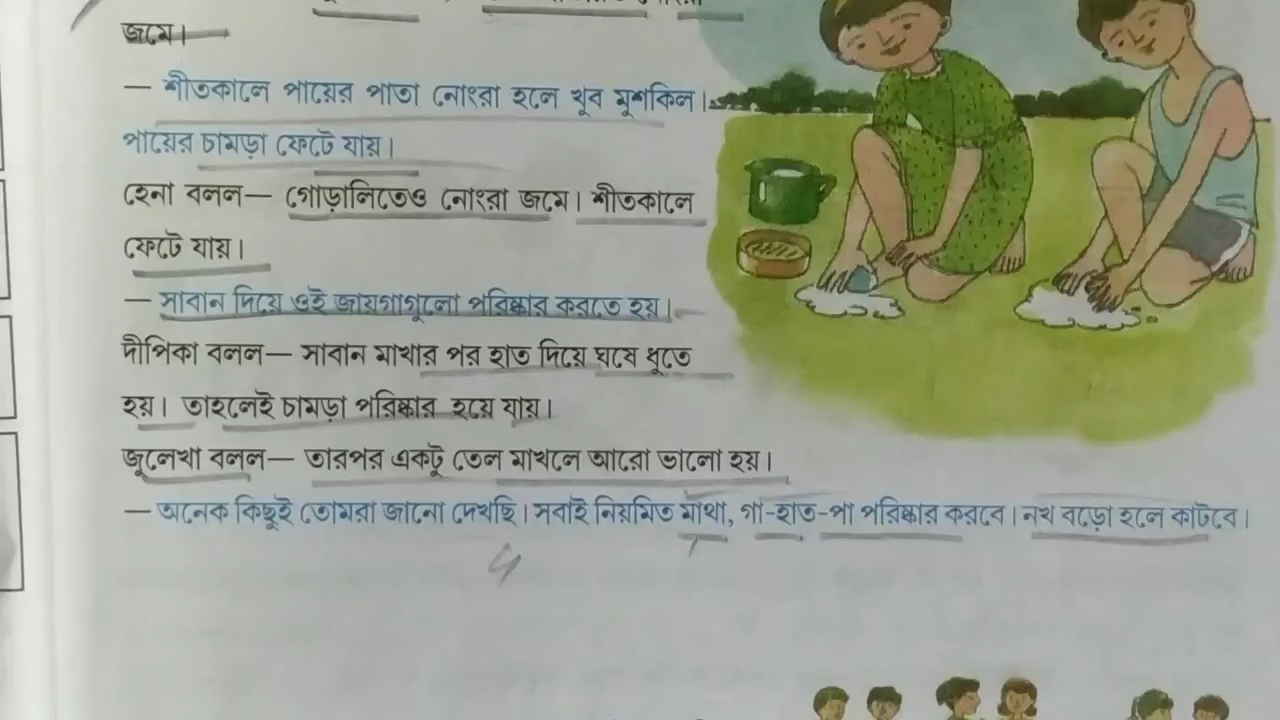 জমে।
— শীতকালে পায়ের পাতা নোংরা হলে খুব মুশকিল।
পায়ের চামড়া ফেটে যায়।
হেনা বলল— গোড়ালিতেও নোংরা জমে। শীতকালে
ফেটে যায়।
— সাবান দিয়ে ওই জায়গাগুলো পরিষ্কার করতে হয়।
দীপিকা বলল— সাবান মাখার পর হাত দিয়ে ঘষে ধুতে
হয়। তাহলেই চামড়া পরিষ্কার হয়ে যায়।
জুলেখা বলল— তারপর একটু তেল মাখলে আরো ভালো হয়।
— অনেক কিছুই তোমরা জানো দেখছি। সবাই নিয়মিত মাথা, গা-হাত-পা পরিষ্কার করবে। নখ বড়ো হলে কাটবে।